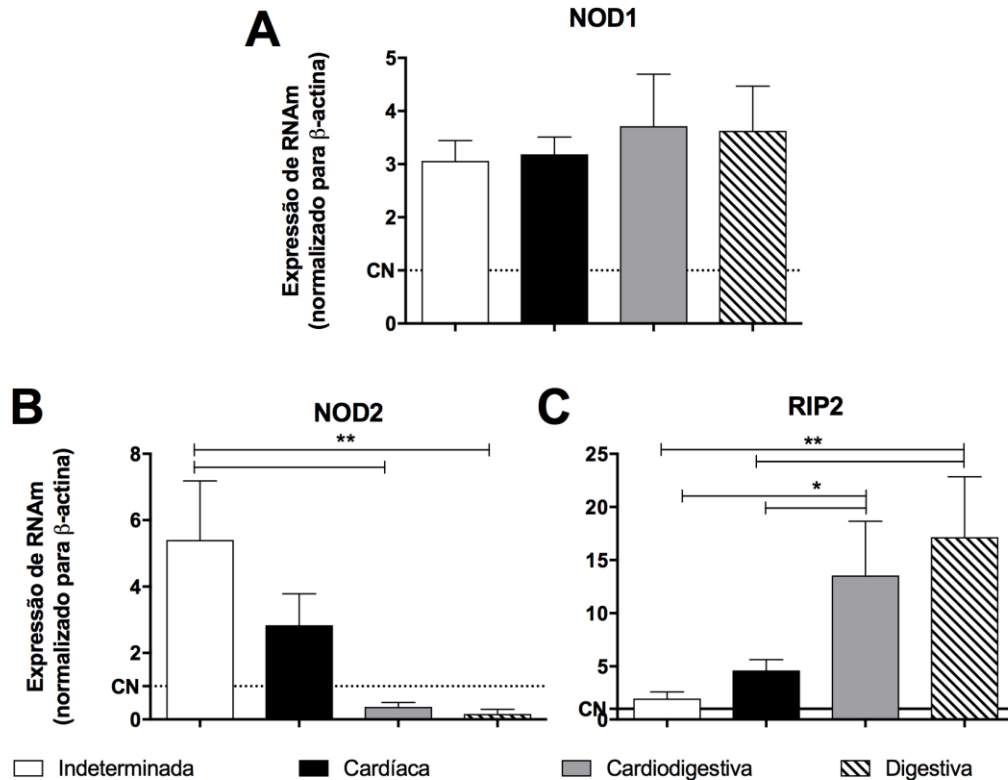 A
NOD1
Expressão de RNAm
(normalizado para β-actina)
5
4
3
2
CN
0
B
NOD2
**
Expressão de RNAm
(normalizado para β-actina)
8
6
4
2
CN
0
C
RIP2
**
*
25
20
15
10
5
CN
0
Indeterminada
Cardíaca
Cardiodigestiva
Digestiva